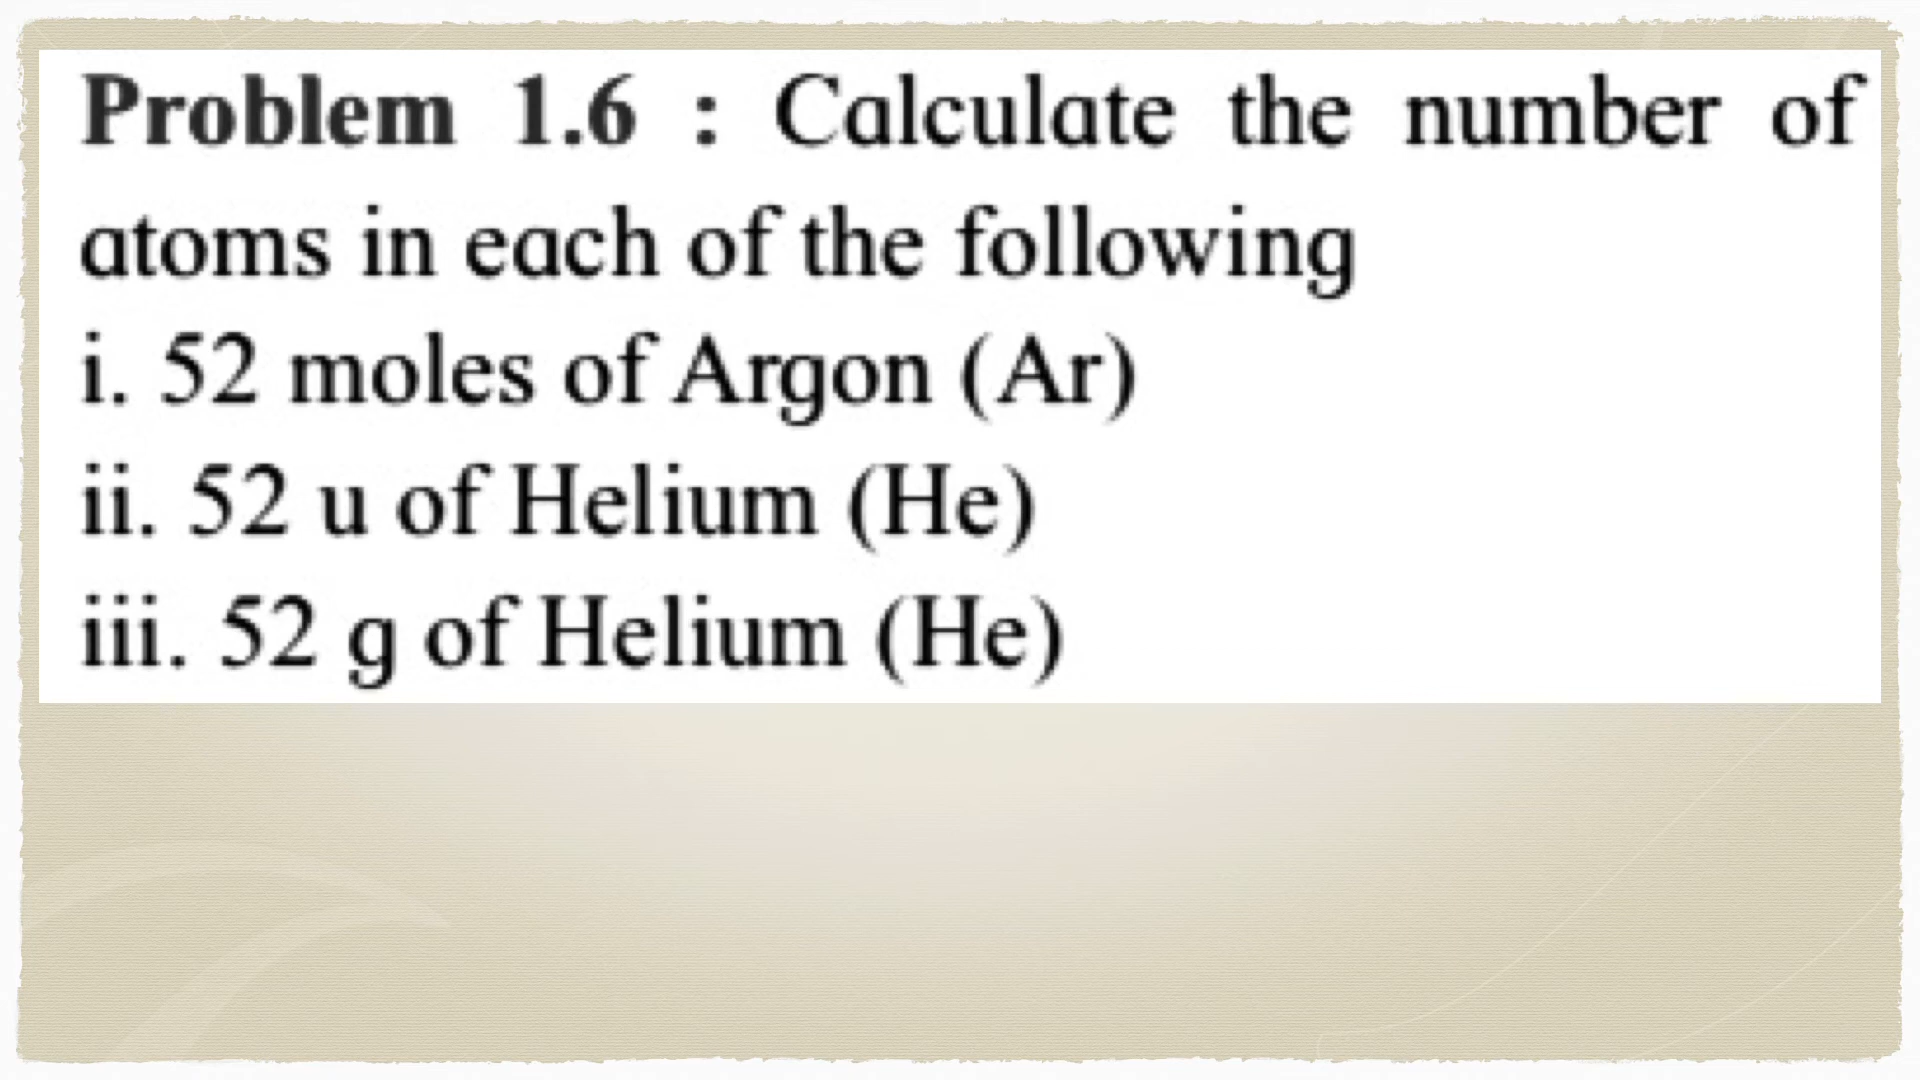 Problem 1.6 : Calculate the number of
atoms in each of the following
i. 52 moles of Argon (Ar)
ii. 52 u of Helium (He)
iii. 52 g of Helium (He)